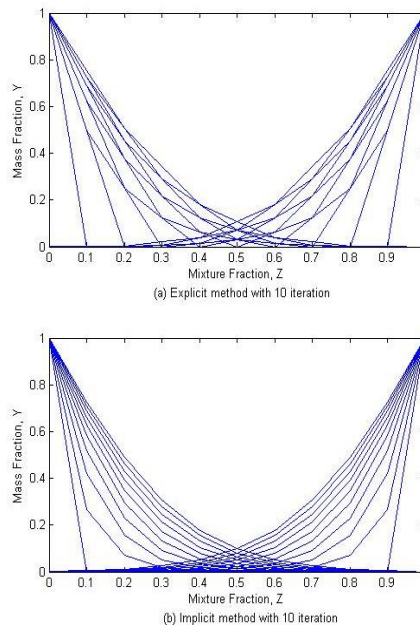 Mass Fraction, Y
1
0.8
0.6
0.4
0.2
0
0 0.1 0.2 0.3 0.4 0.5 0.6 0.7 0.8 0.9
Mixture Fraction, Z
(a) Explicit method with 10 iteration
Mass Fraction, Y
1
0.8
0.6
0.4
0.2
0
0 0.1 0.2 0.3 0.4 0.5 0.6 0.7 0.8 0.9
Mixture Fraction, Z
(b) Implicit method with 10 iteration